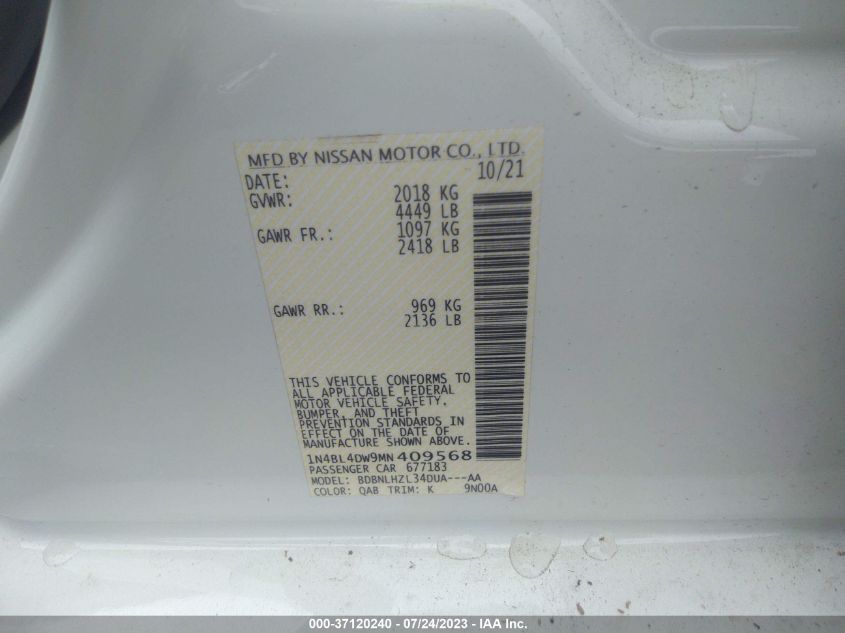 MFD BY NISSAN MOTOR CO., LTD.
DATE: 10/21
GVWR: 2018 KG
4449 LB
GAWR FR.: 1097 KG
2418 LB
GAWR RR.: 969 KG
2136 LB
THIS VEHICLE CONFORMS TO
ALL APPLICABLE FEDERAL
MOTOR VEHICLE SAFETY,
BUMPER, AND THEFT
PREVENTION STANDARDS IN
EFFECT ON THE DATE OF
MANUFACTURE SHOWN ABOVE.
1N4BL4DW9MN409568
PASSENGER CAR 677183
MODEL: BDBNLHZL34DUA---AA
COLOR: QAB TRIM: K 9N00A
000-37120240 - 07/24/2023 - IAA Inc.